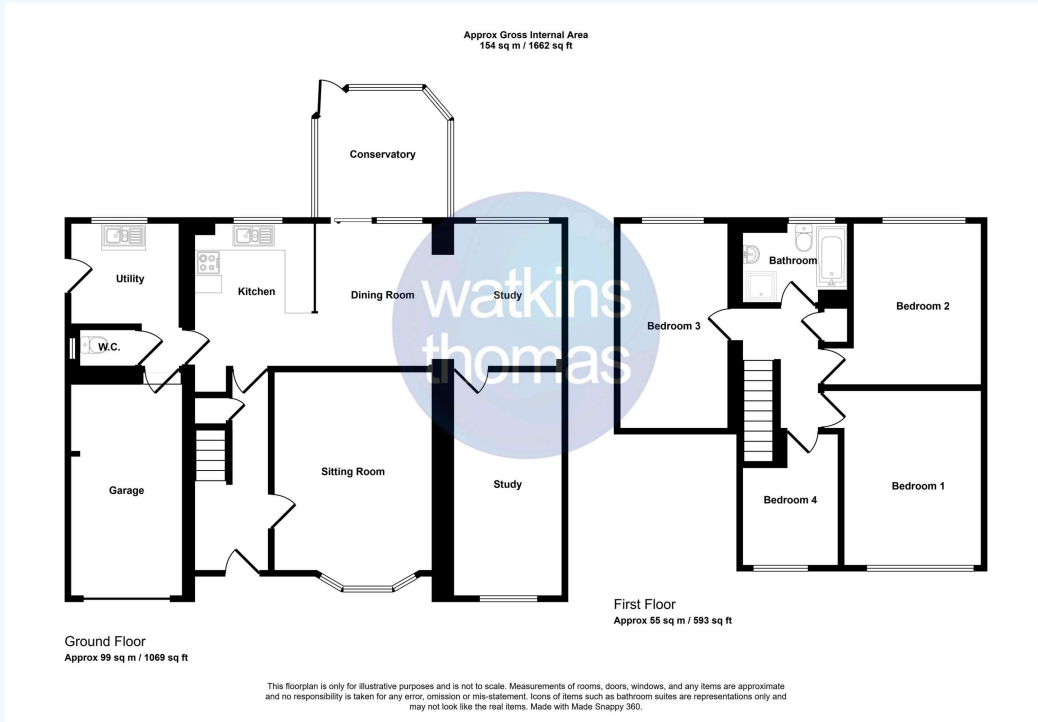 Approx Gross Internal Area
154 sq m / 1662 sq ft
Conservatory
Utility
Kitchen
Dining Room
Study
W.C.
Garage
Sitting Room
Study
watkins
thomas
Bathroom
Bedroom 3
Bedroom 2
Bedroom 4
Bedroom 1
Ground Floor
Approx 99 sq m / 1069 sq ft
First Floor
Approx 55 sq m / 593 sq ft
This floorplan is only for illustrative purposes and is not to scale. Measurements of rooms, doors, windows, and any items are approximate
and no responsibility is taken for any error, omission or mis-statement. Icons of items such as bathroom suites are representations only and
may not look like the real items. Made with Made Snappy 360.